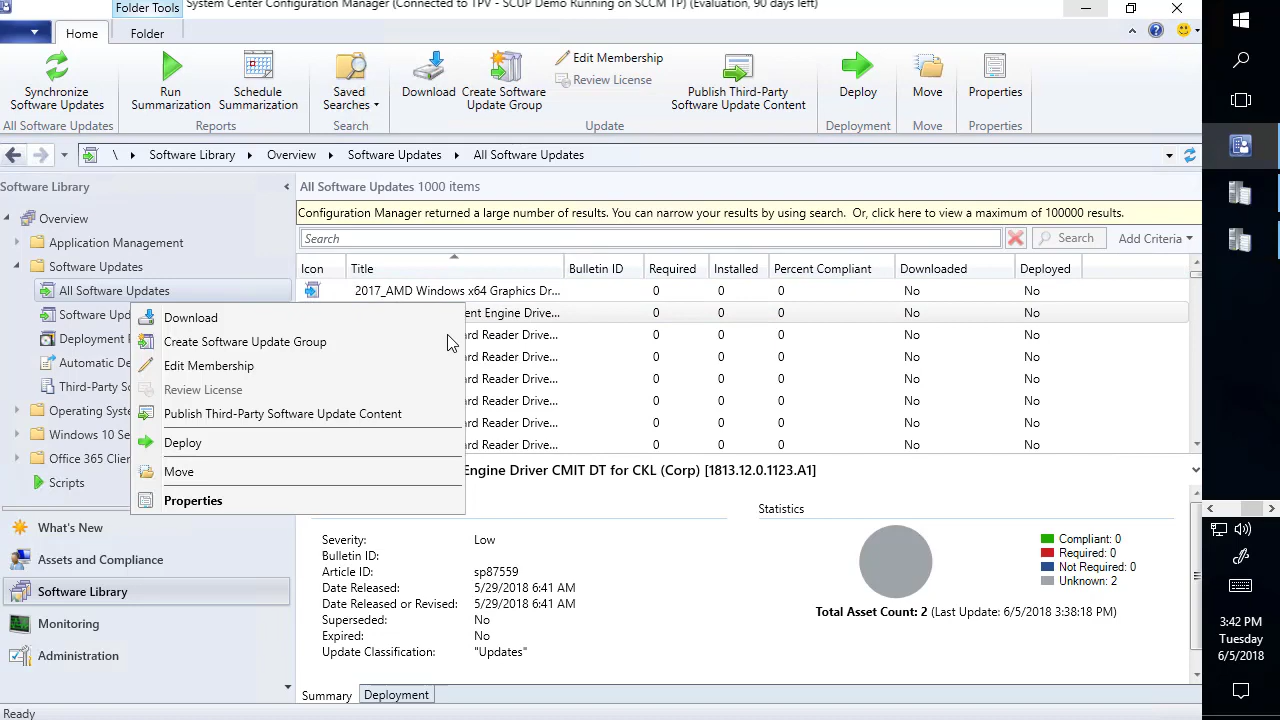 Folder Tools
System Center Configuration Manager (Connected to TPV - SCUP Demo Running on SCCM TP) (Evaluation, 90 days left)
Home
Folder
Synchronize
Software Updates
Run
Summarization
Schedule
Summarization
Saved
Searches
Download
Create Software
Update Group
Edit Membership
Review License
Publish Third-Party
Software Update Content
Deploy
Move
Properties
All Software Updates
Reports
Search
Update
Deployment
Move
Properties
\ Software Library Overview Software Updates All Software Updates
Software Library
All Software Updates 1000 items
Overview
Application Management
Software Updates
All Software Updates
Software Upd
Deployment P
Automatic De
Third-Party So
Operating Syste
Windows 10 Se
Office 365 Clien
Scripts
What's New
Assets and Compliance
Software Library
Monitoring
Administration
Configuration Manager returned a large number of results. You can narrow your results by using search. Or, click here to view a maximum of 100000 results.
Search
Search
Add Criteria
Icon Title Bulletin ID Required Installed Percent Compliant Downloaded Deployed
2017_AMD Windows x64 Graphics Dr... 0 0 0 No No
ent Engine Drive... 0 0 0 No No
rd Reader Drive... 0 0 0 No No
rd Reader Drive... 0 0 0 No No
rd Reader Drive... 0 0 0 No No
rd Reader Drive... 0 0 0 No No
rd Reader Drive... 0 0 0 No No
rd Reader Drive... 0 0 0 No No
Download
Create Software Update Group
Edit Membership
Review License
Publish Third-Party Software Update Content
Deploy
Move
Properties
Engine Driver CMIT DT for CKL (Corp) [1813.12.0.1123.A1]
Severity: Low
Bulletin ID:
Article ID: sp87559
Date Released: 5/29/2018 6:41 AM
Date Released or Revised: 5/29/2018 6:41 AM
Superseded: No
Expired: No
Update Classification: "Updates"
Statistics
Compliant: 0
Required: 0
Not Required: 0
Unknown: 2
Total Asset Count: 2 (Last Update: 6/5/2018 3:38:18 PM)
Summary
Deployment
Ready
3:42 PM
Tuesday
6/5/2018